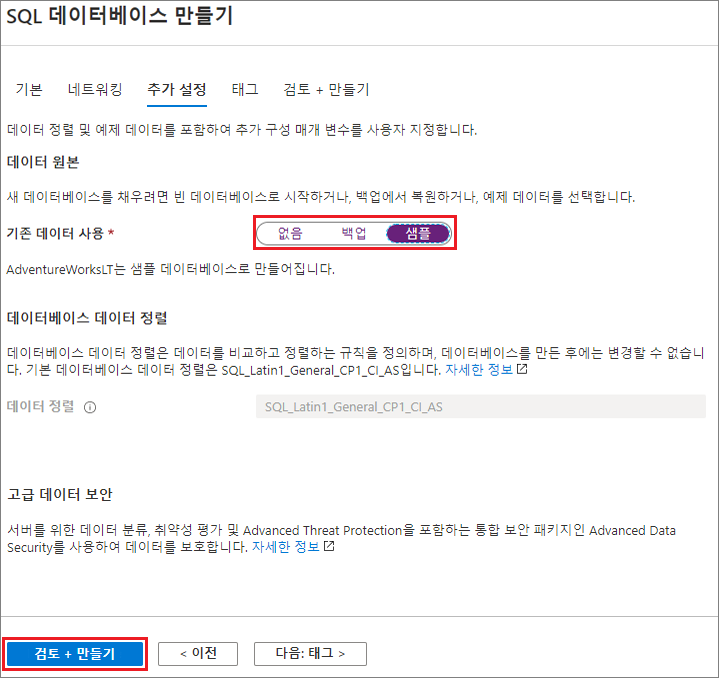 SQL 데이터베이스 만들기
기본 네트워킹 추가 설정 태그 검토 + 만들기
데이터 정렬 및 예제 데이터를 포함하여 추가 구성 매개 변수를 사용자 지정합니다.
데이터 원본
새 데이터베이스를 채우려면 빈 데이터베이스로 시작하거나, 백업에서 복원하거나, 예제 데이터를 선택합니다.
기존 데이터 사용 * 없음 백업 샘플
AdventureWorksLT는 샘플 데이터베이스로 만들어집니다.
데이터베이스 데이터 정렬
데이터베이스 데이터 정렬은 데이터를 비교하고 정렬하는 규칙을 정의하며, 데이터베이스를 만든 후에는 변경할 수 없습니
다. 기본 데이터베이스 데이터 정렬은 SQL_Latin1_General_CP1_CI_AS입니다. 자세한 정보
데이터 정렬 SQL_Latin1_General_CP1_CI_AS
고급 데이터 보안
서버를 위한 데이터 분류, 취약성 평가 및 Advanced Threat Protection을 포함하는 통합 보안 패키지인 Advanced Data
Security를 사용하여 데이터를 보호합니다. 자세한 정보
검토 + 만들기 < 이전 다음: 태그 >